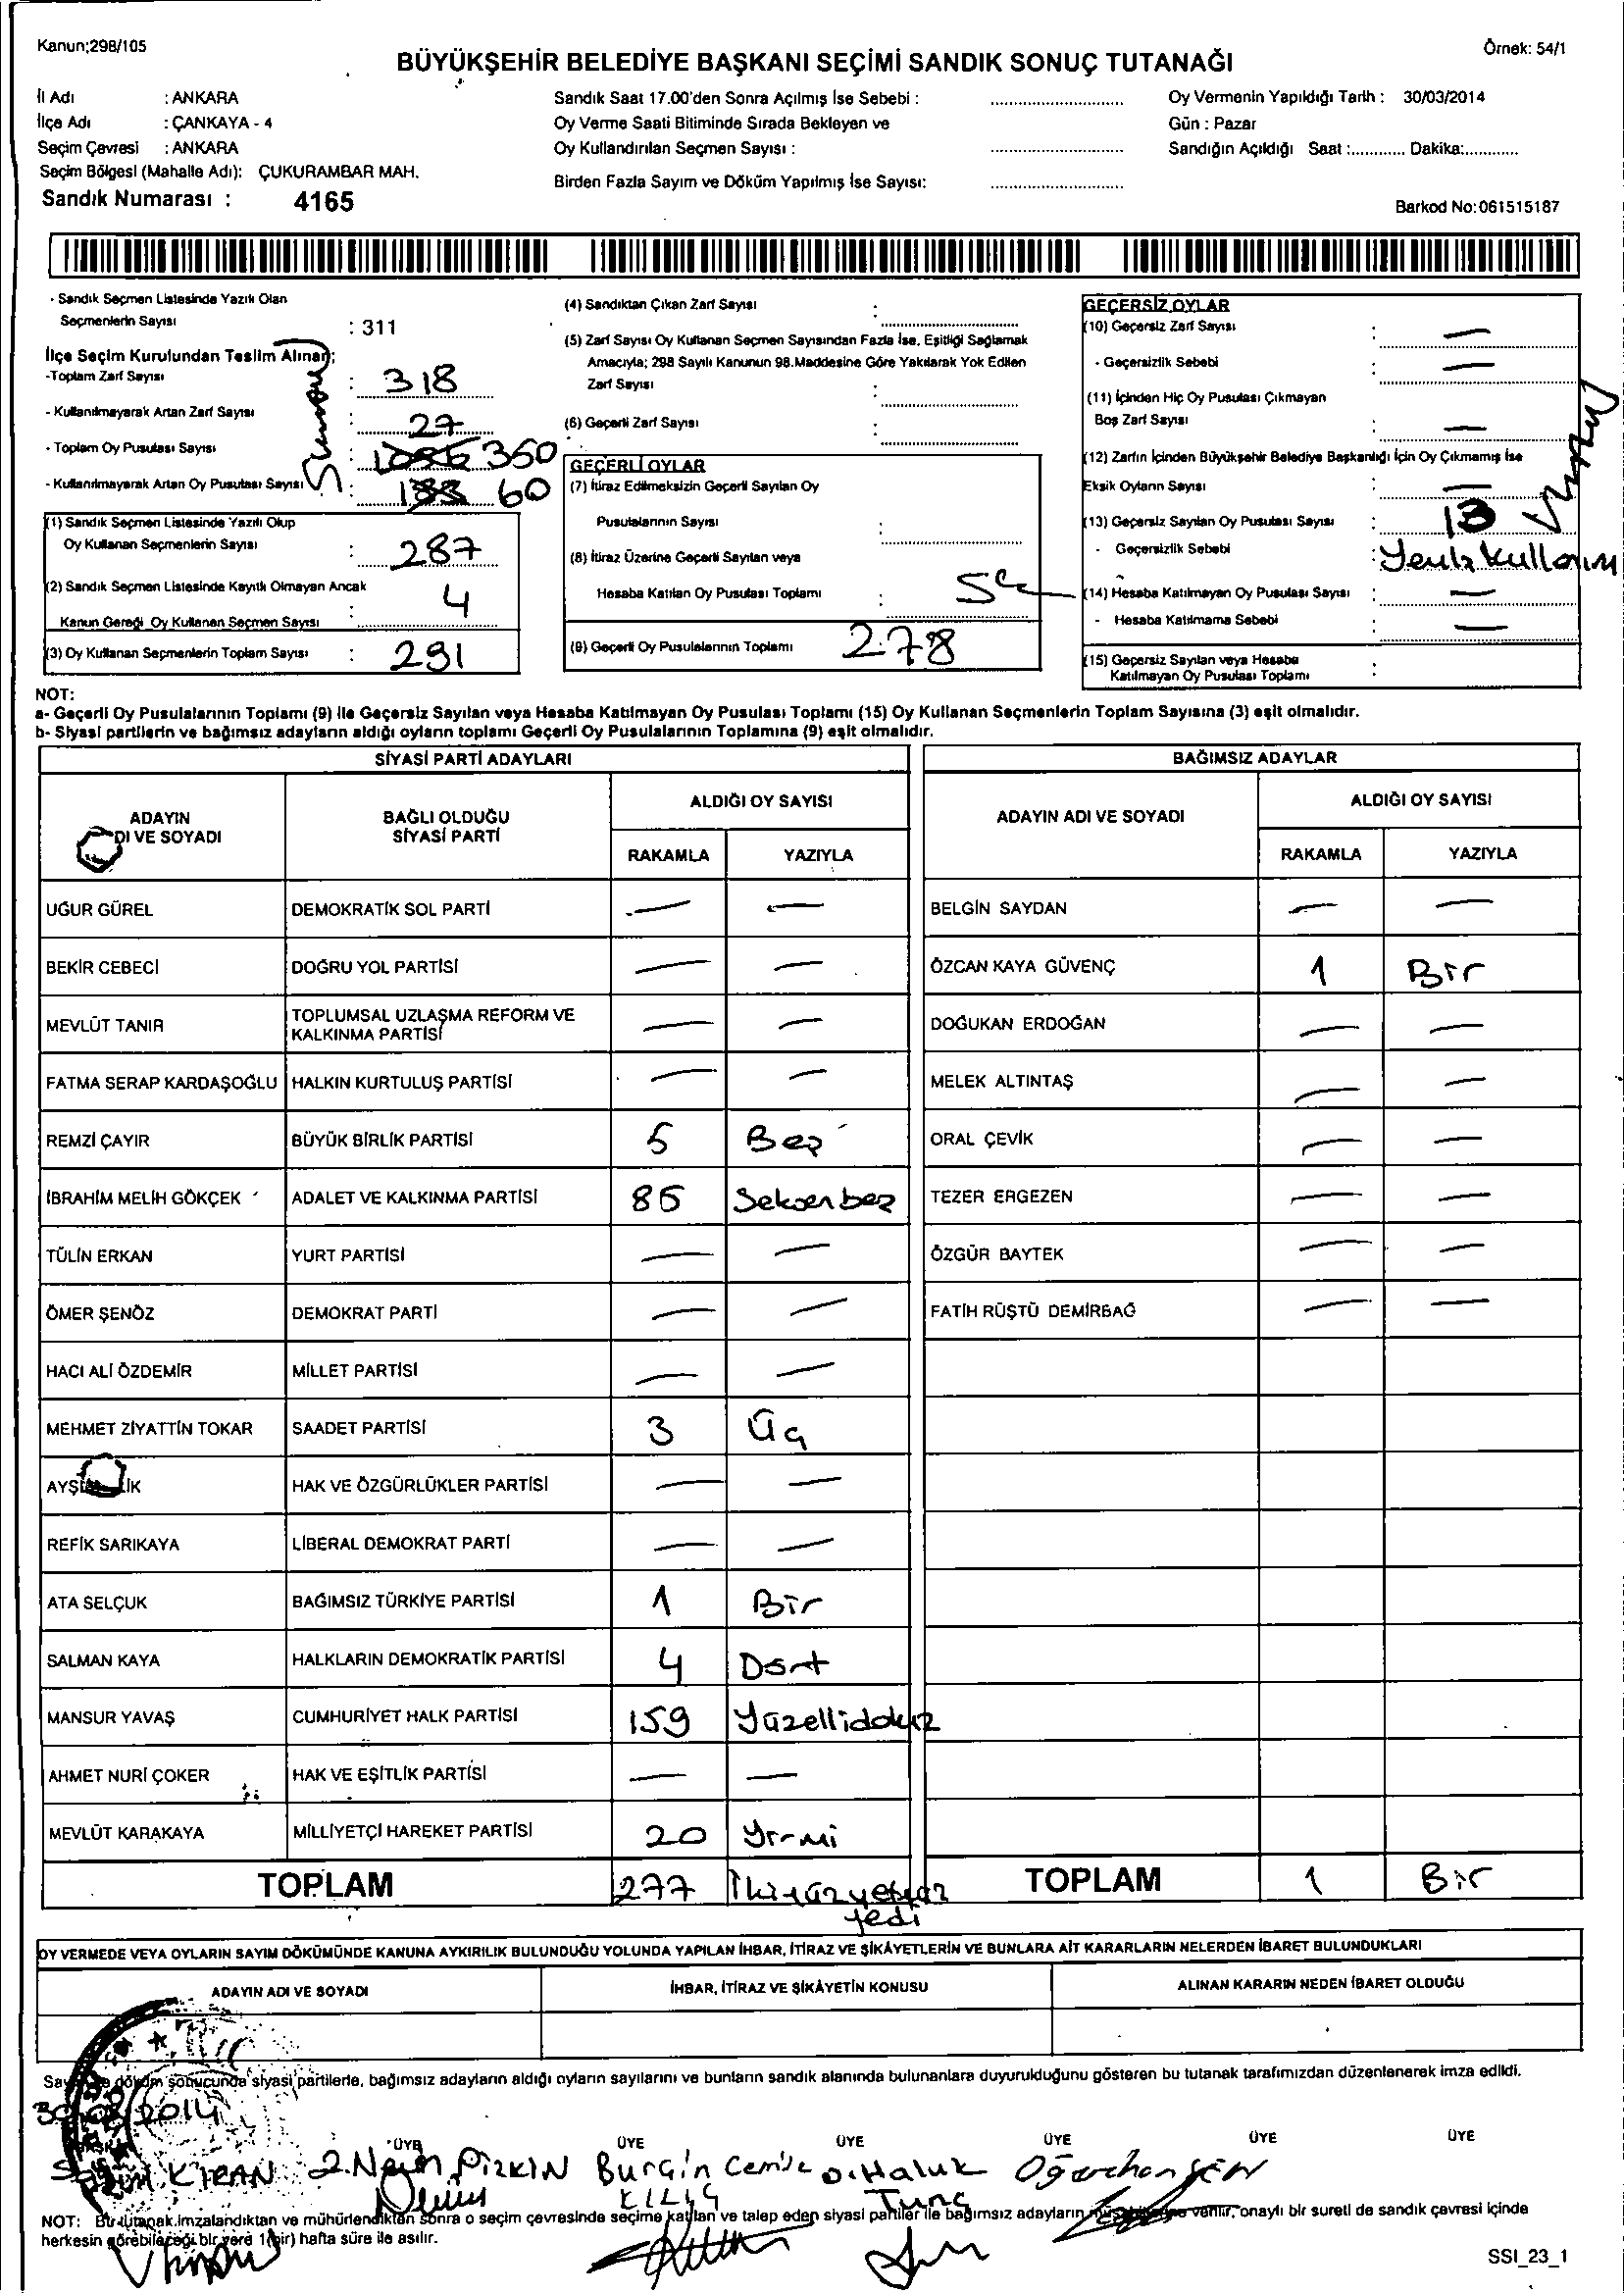 Kanun;298/105
Örnek: 54/1
BÜYÜKŞEHİR BELEDİYE BAŞKANI SEÇİMİ SANDIK SONUÇ TUTANAĞI
İl Adı : ANKARA
İlçe Adı : ÇANKAYA - 4
Seçim Çevresi : ANKARA
Seçim Bölgesi (Mahalle Adı): ÇUKURAMBAR MAH.
Sandık Numarası : 4165
Sandık Saat 17.00'den Sonra Açılmış İse Sebebi :
Oy Verme Saati Bitiminde Sırada Bekleyen ve
Oy Kullandırılan Seçmen Sayısı :
Birden Fazla Sayım ve Döküm Yapılmış İse Sayısı:
Oy Vermenin Yapıldığı Tarih : 30/03/2014
Gün : Pazar
Sandığın Açıldığı Saat :............ Dakika:............
Barkod No:061515187
- Sandık Seçmen Listesinde Yazılı Olan
Seçmenlerin Sayısı : 311
İlçe Seçim Kurulundan Teslim Alınan;
-Toplam Zarf Sayısı : 318
- Kullanılmayarak Artan Zarf Sayısı : 27
- Toplam Oy Pusulası Sayısı : 350
- Kullanılmayarak Artan Oy Pusulası Sayısı : 60
(1) Sandık Seçmen Listesinde Yazılı Olup
Oy Kullanan Seçmenlerin Sayısı : 287
(2) Sandık Seçmen Listesinde Kayıtlı Olmayan Ancak
Kanun Gereği Oy Kullanan Seçmen Sayısı : 4
(3) Oy Kullanan Seçmenlerin Toplam Sayısı : 291
(4) Sandıktan Çıkan Zarf Sayısı :
(5) Zarf Sayısı Oy Kullanan Seçmen Sayısından Fazla İse, Eşitliği Sağlamak
Amacıyla; 298 Sayılı Kanunun 98.Maddesine Göre Yakılarak Yok Edilen
Zarf Sayısı :
(6) Geçerli Zarf Sayısı :
GEÇERLİ OYLAR
(7) İtiraz Edilmeksizin Geçerli Sayılan Oy
Pusulalarının Sayısı :
(8) İtiraz Üzerine Geçerli Sayılan veya
Hesaba Katılan Oy Pusulası Toplamı :
(9) Geçerli Oy Pusulalarının Toplamı 278
GEÇERSİZ OYLAR
(10) Geçersiz Zarf Sayısı : —
- Geçersizlik Sebebi : —
(11) İçinden Hiç Oy Pusulası Çıkmayan
Boş Zarf Sayısı : —
(12) Zarfın İçinden Büyükşehir Belediye Başkanlığı İçin Oy Çıkmamış İse
Eksik Oyların Sayısı : —
(13) Geçersiz Sayılan Oy Pusulası Sayısı : 13
- Geçersizlik Sebebi :
(14) Hesaba Katılmayan Oy Pusulası Sayısı : —
- Hesaba Katılmama Sebebi : —
(15) Geçersiz Sayılan veya Hesaba
Katılmayan Oy Pusulası Toplamı :
NOT:
a- Geçerli Oy Pusulalarının Toplamı (9) ile Geçersiz Sayılan veya Hesaba Katılmayan Oy Pusulası Toplamı (15) Oy Kullanan Seçmenlerin Toplam Sayısına (3) eşit olmalıdır.
b- Siyasi partilerin ve bağımsız adayların aldığı oyların toplamı Geçerli Oy Pusulalarının Toplamına (9) eşit olmalıdır.
SİYASİ PARTİ ADAYLARI
ADAYIN
DI VE SOYADI
BAĞLI OLDUĞU
SİYASİ PARTİ
ALDIĞI OY SAYISI
RAKAMLA YAZIYLA
UĞUR GÜREL DEMOKRATİK SOL PARTİ — —
BEKİR CEBECİ DOĞRU YOL PARTİSİ — —
MEVLÜT TANIR TOPLUMSAL UZLAŞMA REFORM VE
KALKINMA PARTİSİ — —
FATMA SERAP KARDAŞOĞLU HALKIN KURTULUŞ PARTİSİ — —
REMZİ ÇAYIR BÜYÜK BİRLİK PARTİSİ 5 Beş
İBRAHİM MELİH GÖKÇEK ADALET VE KALKINMA PARTİSİ 85 Seksenbeş
TÜLİN ERKAN YURT PARTİSİ — —
ÖMER ŞENÖZ DEMOKRAT PARTİ — —
HACI ALİ ÖZDEMİR MİLLET PARTİSİ — —
MEHMET ZİYATTİN TOKAR SAADET PARTİSİ 3 Üç
HAK VE ÖZGÜRLÜKLER PARTİSİ — —
REFİK SARIKAYA LİBERAL DEMOKRAT PARTİ — —
ATA SELÇUK BAĞIMSIZ TÜRKİYE PARTİSİ 1 Bir
SALMAN KAYA HALKLARIN DEMOKRATİK PARTİSİ 4 Dört
MANSUR YAVAŞ CUMHURİYET HALK PARTİSİ 159 Yüzellidokuz
AHMET NURİ ÇOKER HAK VE EŞİTLİK PARTİSİ — —
MEVLÜT KARAKAYA MİLLİYETÇİ HAREKET PARTİSİ 20 Yirmi
TOPLAM 277 İkiyüzyetmiş
yedi
BAĞIMSIZ ADAYLAR
ADAYIN ADI VE SOYADI
ALDIĞI OY SAYISI
RAKAMLA YAZIYLA
BELGİN SAYDAN — —
ÖZCAN KAYA GÜVENÇ 1 Bir
DOĞUKAN ERDOĞAN — —
MELEK ALTINTAŞ — —
ORAL ÇEVİK — —
TEZER ERGEZEN — —
ÖZGÜR BAYTEK — —
FATİH RÜŞTÜ DEMİRBAĞ — —
TOPLAM 1 Bir
OY VERMEDE VEYA OYLARIN SAYIM DÖKÜMÜNDE KANUNA AYKIRILIK BULUNDUĞU YOLUNDA YAPILAN İHBAR, İTİRAZ VE ŞİKÂYETLERİN VE BUNLARA AİT KARARLARIN NELERDEN İBARET BULUNDUKLARI
ADAYIN ADI VE SOYADI İHBAR, İTİRAZ VE ŞİKÂYETİN KONUSU ALINAN KARARIN NEDEN İBARET OLDUĞU
döküm sonucunda siyasi partilerle, bağımsız adayların aldığı oyların sayılarını ve bunların sandık alanında bulunanlara duyurulduğunu gösteren bu tutanak tarafımızdan düzenlenerek imza edildi.
30/03/2014
ÜYE ÜYE ÜYE ÜYE ÜYE ÜYE
KIRAN PİŞKİN Burçin Cemile O.Haluk Oğuzhan ŞEN
KILIÇ Tunç
NOT: Bu tutanak imzalandıktan ve mühürlendikten sonra o seçim çevresinde seçime katılan ve talep eden siyasi partiler ile bağımsız adayların verilir, onaylı bir sureti de sandık çevresi içinde
herkesin görebileceği bir yere 1(bir) hafta süre ile asılır.
SSI_23_1